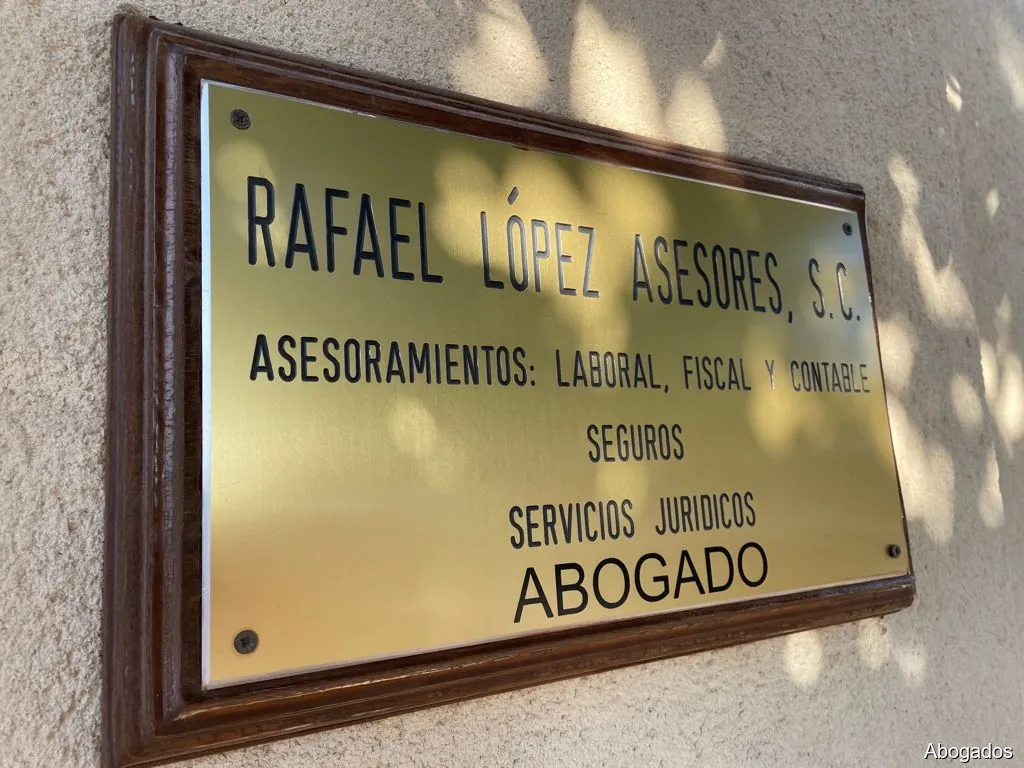 RAFAEL LÓPEZ ASESORES, S.C.
ASESORAMIENTOS: LABORAL, FISCAL Y CONTABLE
SEGUROS
SERVICIOS JURIDICOS
ABOGADO
Abogados